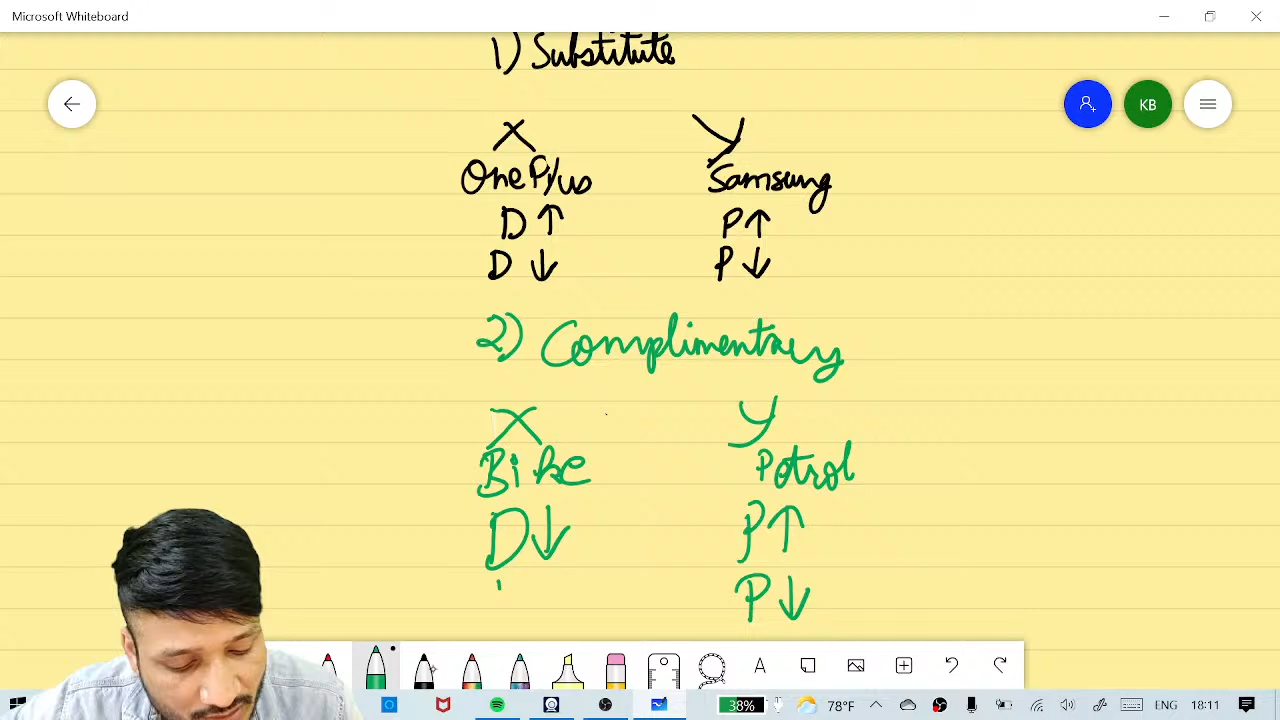 Microsoft Whiteboard
1) Substitute
KB
X Y
OnePlus Samsung
D ↑ P ↑
D ↓ P ↓
2) Complimentary
X Y
Bike Petrol
D ↓ P ↑
P ↓
A
38% 78°F ENG 18:11